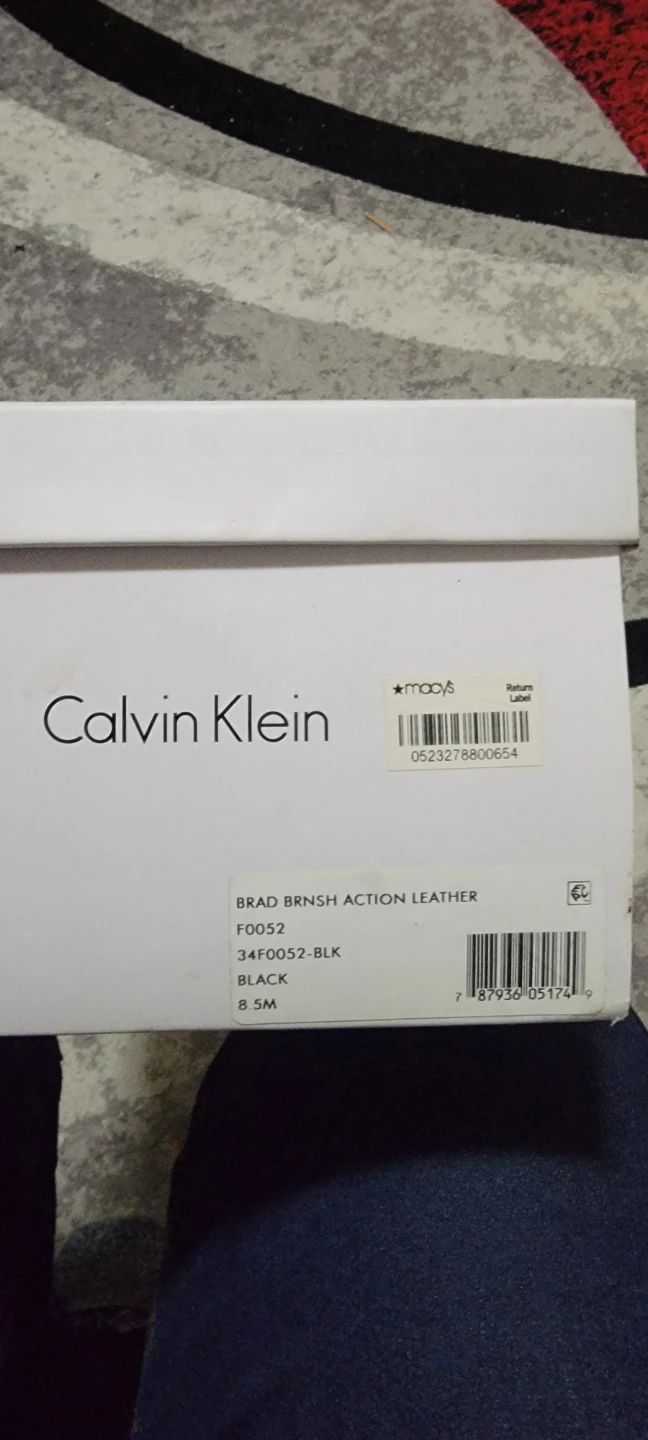 Calvin Klein
★macy's
Return
Label
0523278800654
BRAD BRNSH ACTION LEATHER
F0052
34F0052-BLK
BLACK
8.5M
7 87936 05174 9